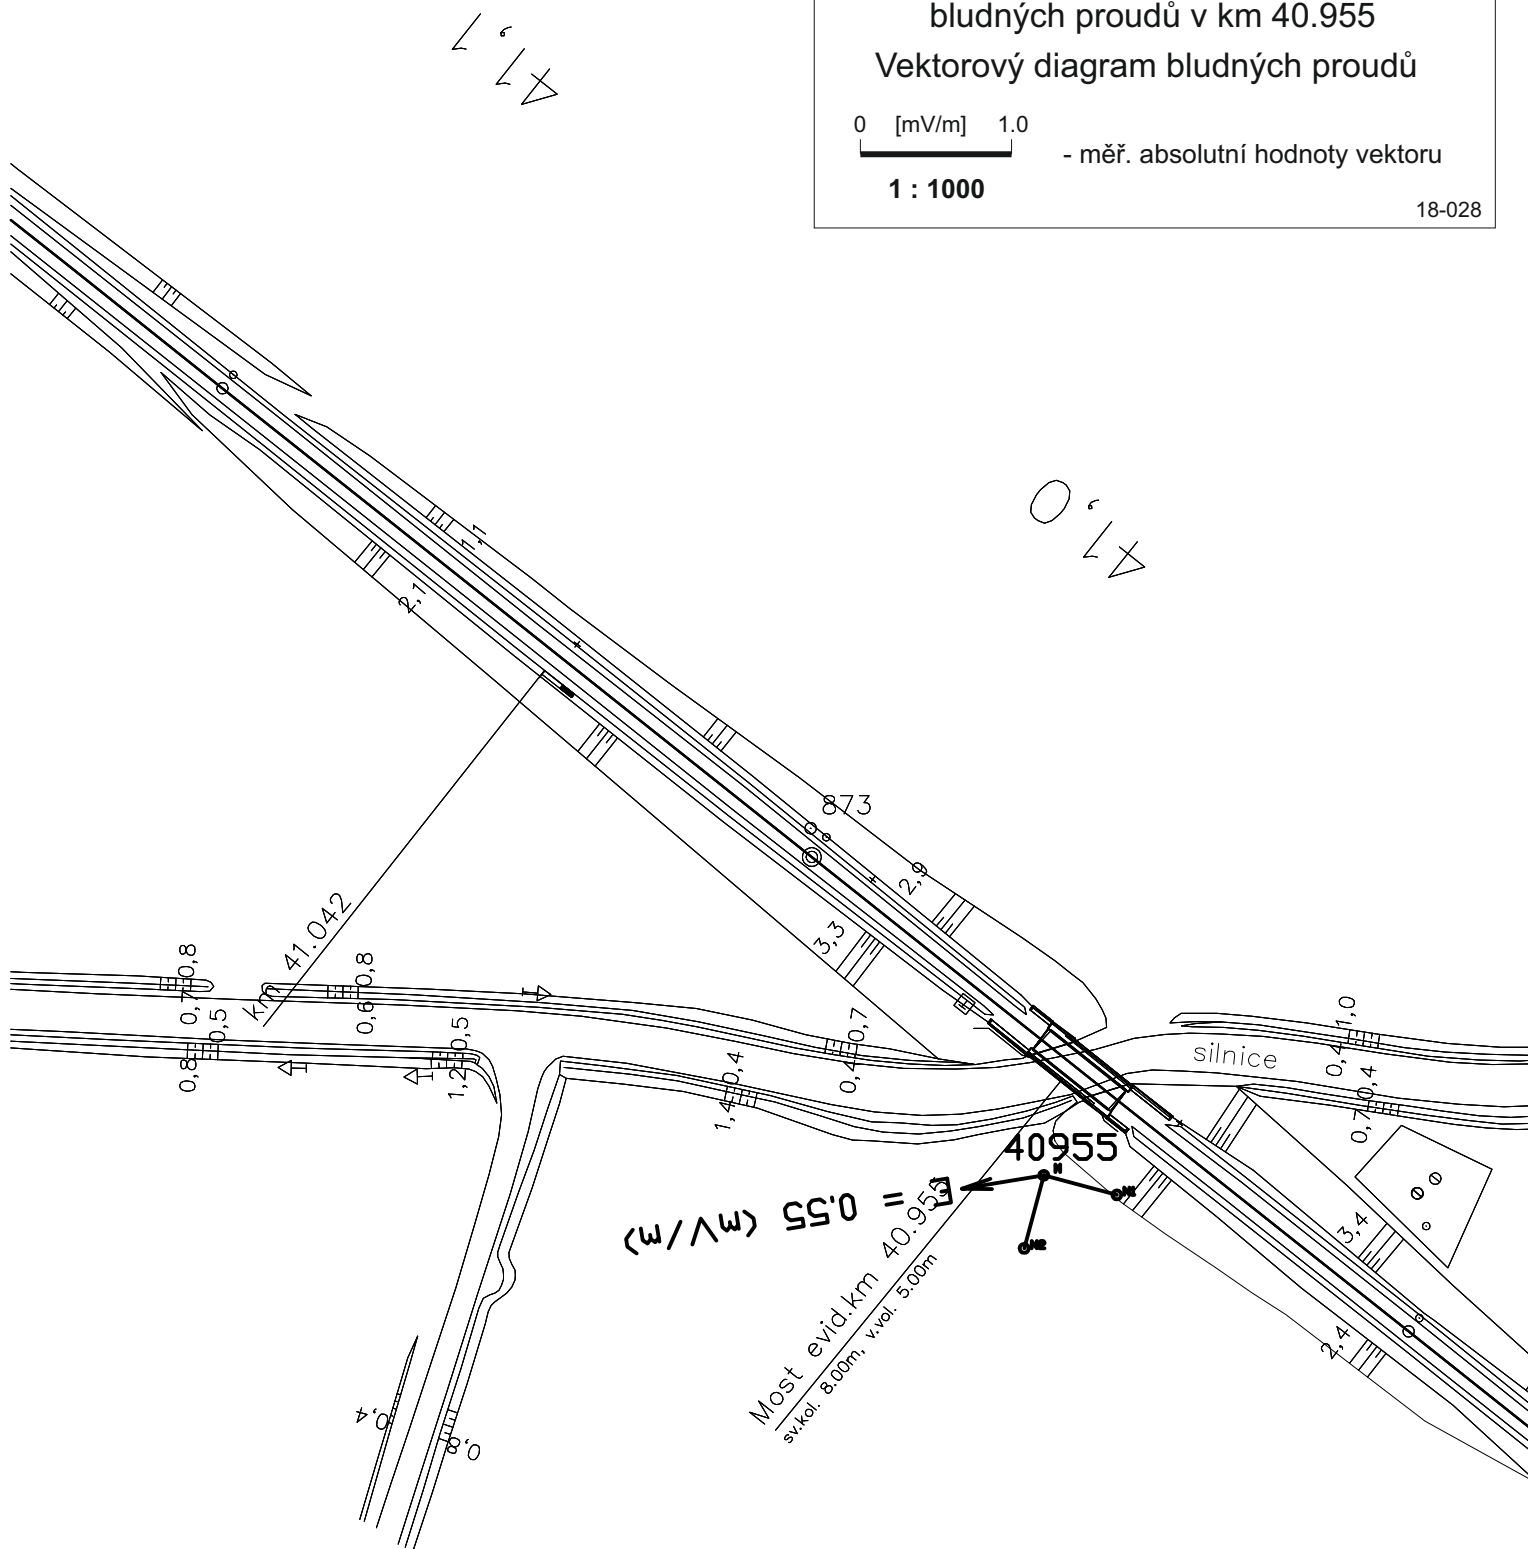 bludných proudů v km 40.955
Vektorový diagram bludných proudů
0 [mV/m] 1.0
- měř. absolutní hodnoty vektoru
1 : 1000
18-028
41,1
41,0
1,1
2,1
873
2,9
3,3
km 41.042
0,8
0,7
0,5
0,8
0,8
0,6
0,5
1,2
0,7
0,4
0,4
1,4
1,0
0,4
0,4
0,7
silnice
40955
N
N1
N2
E = 0.55 (mV/m)
Most evid.km 40.955
sv.kol. 8.00m, v.vol. 5.00m
3,4
2,4
0,4
0,8